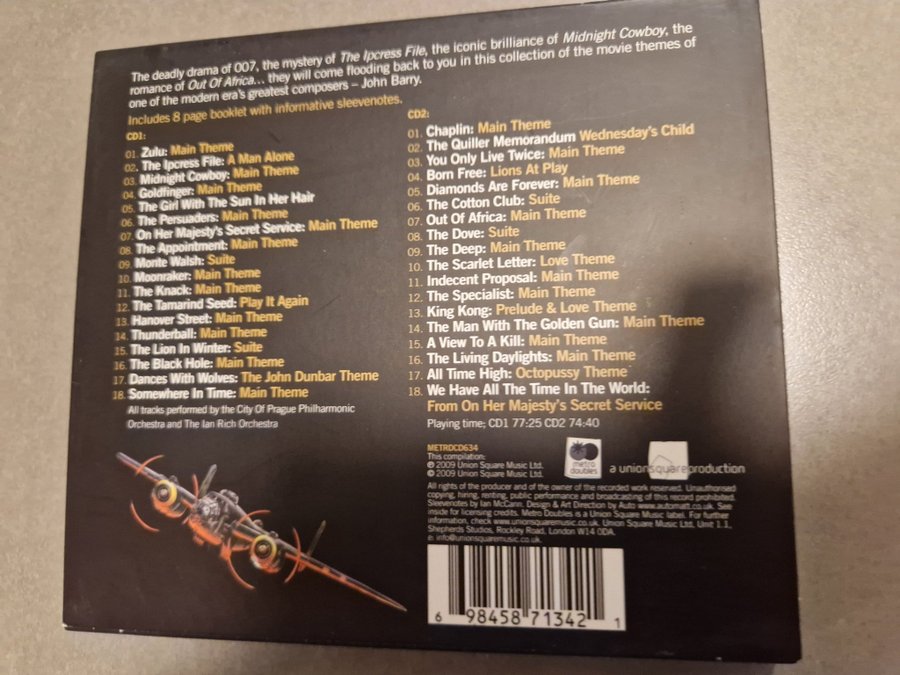 The deadly drama of 007, the mystery of The Ipcress File, the iconic brilliance of Midnight Cowboy, the
romance of Out Of Africa... they will come flooding back to you in this collection of the movie themes of
one of the modern era's greatest composers – John Barry.
Includes 8 page booklet with informative sleevenotes.
CD1:
01. Zulu: Main Theme
02. The Ipcress File: A Man Alone
03. Midnight Cowboy: Main Theme
04. Goldfinger: Main Theme
05. The Girl With The Sun In Her Hair
06. The Persuaders: Main Theme
07. On Her Majesty's Secret Service: Main Theme
08. The Appointment: Main Theme
09. Monte Walsh: Suite
10. Moonraker: Main Theme
11. The Knack: Main Theme
12. The Tamarind Seed: Play It Again
13. Hanover Street: Main Theme
14. Thunderball: Main Theme
15. The Lion In Winter: Suite
16. The Black Hole: Main Theme
17. Dances With Wolves: The John Dunbar Theme
18. Somewhere In Time: Main Theme
All tracks performed by the City Of Prague Philharmonic
Orchestra and The Ian Rich Orchestra
CD2:
01. Chaplin: Main Theme
02. The Quiller Memorandum Wednesday's Child
03. You Only Live Twice: Main Theme
04. Born Free: Lions At Play
05. Diamonds Are Forever: Main Theme
06. The Cotton Club: Suite
07. Out Of Africa: Main Theme
08. The Dove: Suite
09. The Deep: Main Theme
10. The Scarlet Letter: Love Theme
11. Indecent Proposal: Main Theme
12. The Specialist: Main Theme
13. King Kong: Prelude & Love Theme
14. The Man With The Golden Gun: Main Theme
15. A View To A Kill: Main Theme
16. The Living Daylights: Main Theme
17. All Time High: Octopussy Theme
18. We Have All The Time In The World:
From On Her Majesty's Secret Service
Playing time; CD1 77:25 CD2 74:40
METRDCD634
This compilation:
℗ 2009 Union Square Music Ltd.
© 2009 Union Square Music Ltd.
metro
doubles
a unionsquareproduction
All rights of the producer and of the owner of the recorded work reserved. Unauthorised
copying, hiring, renting, public performance and broadcasting of this record prohibited.
Sleevenotes by Ian McCann. Design & Art Direction by Auto www.automatt.co.uk. See
inside for licensing credits. Metro Doubles is a Union Square Music label. For further
information, check www.unionsquaremusic.co.uk. Union Square Music Ltd, Unit 1.1,
Shepherds Studios, Rockley Road, London W14 0DA.
e: info@unionsquaremusic.co.uk.
6 98458 71342 1